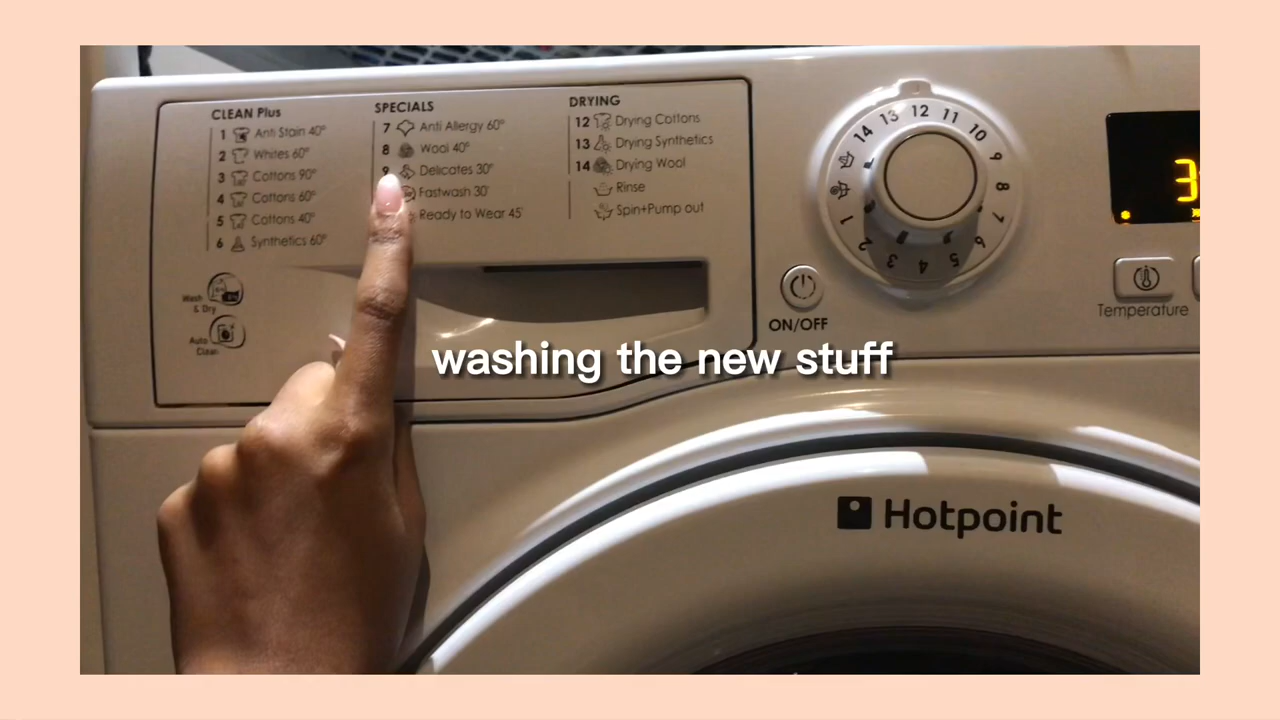 CLEAN Plus
1 Anti Stain 40°
2 Whites 60°
3 Cottons 90°
4 Cottons 60°
5 Cottons 40°
6 Synthetics 60°
Wash
& Dry
Auto
Clean
SPECIALS
7 Anti Allergy 60°
8 Wool 40°
9 Delicates 30°
Fastwash 30'
Ready to Wear 45'
DRYING
12 Drying Cottons
13 Drying Synthetics
14 Drying Wool
Rinse
Spin+Pump out
14 13 12 11 10 9 8 7 6 5 4 3 2 1
3
ON/OFF
Temperature
washing the new stuff
Hotpoint